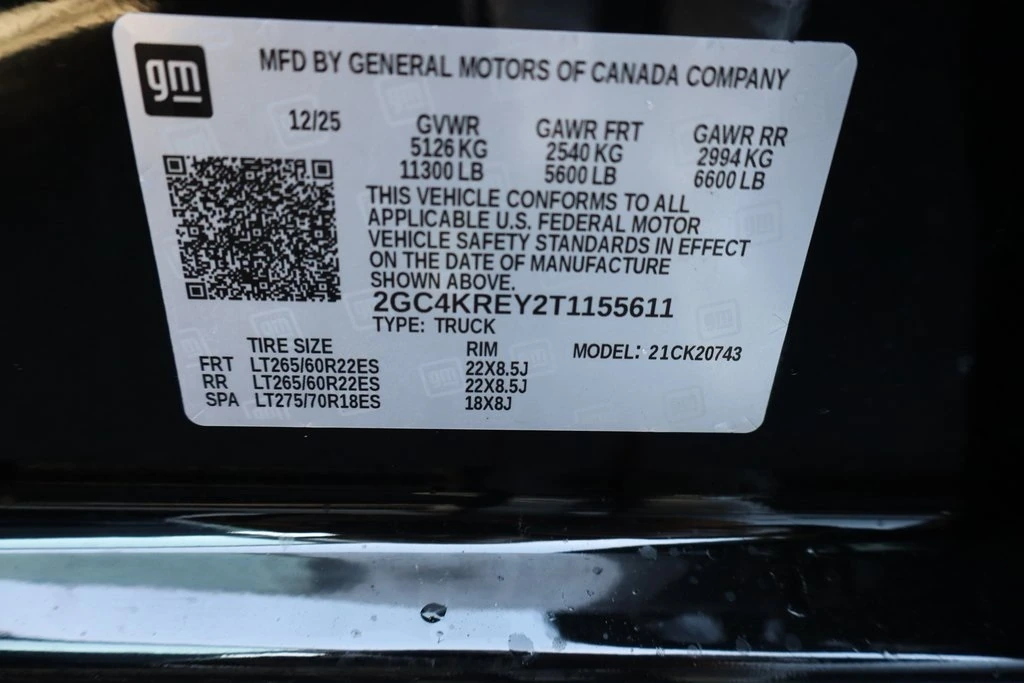 gm
MFD BY GENERAL MOTORS OF CANADA COMPANY
12/25 GVWR GAWR FRT GAWR RR
5126 KG 2540 KG 2994 KG
11300 LB 5600 LB 6600 LB
THIS VEHICLE CONFORMS TO ALL
APPLICABLE U.S. FEDERAL MOTOR
VEHICLE SAFETY STANDARDS IN EFFECT
ON THE DATE OF MANUFACTURE
SHOWN ABOVE.
2GC4KREY2T1155611
TYPE: TRUCK
TIRE SIZE RIM MODEL: 21CK20743
FRT LT265/60R22ES 22X8.5J
RR LT265/60R22ES 22X8.5J
SPA LT275/70R18ES 18X8J